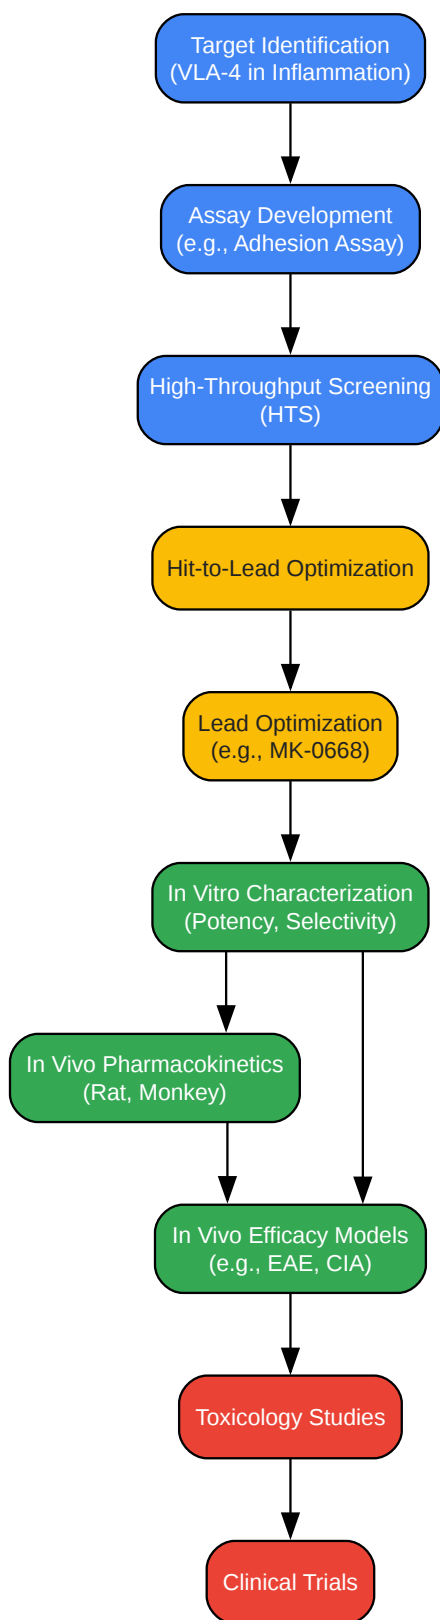 Target Identification
(VLA-4 in Inflammation)
Assay Development
(e.g., Adhesion Assay)
High-Throughput Screening
(HTS)
Hit-to-Lead Optimization
Lead Optimization
(e.g., MK-0668)
In Vitro Characterization
(Potency, Selectivity)
In Vivo Pharmacokinetics
(Rat, Monkey)
In Vivo Efficacy Models
(e.g., EAE, CIA)
Toxicology Studies
Clinical Trials